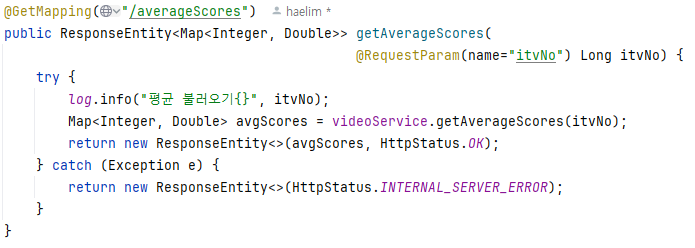 @GetMapping("/averageScores") haelim *
public ResponseEntity<Map<Integer, Double>> getAverageScores(
@RequestParam(name="itvNo") Long itvNo) {
try {
log.info("평균 불러오기{}", itvNo);
Map<Integer, Double> avgScores = videoService.getAverageScores(itvNo);
return new ResponseEntity<>(avgScores, HttpStatus.OK);
} catch (Exception e) {
return new ResponseEntity<>(HttpStatus.INTERNAL_SERVER_ERROR);
}
}